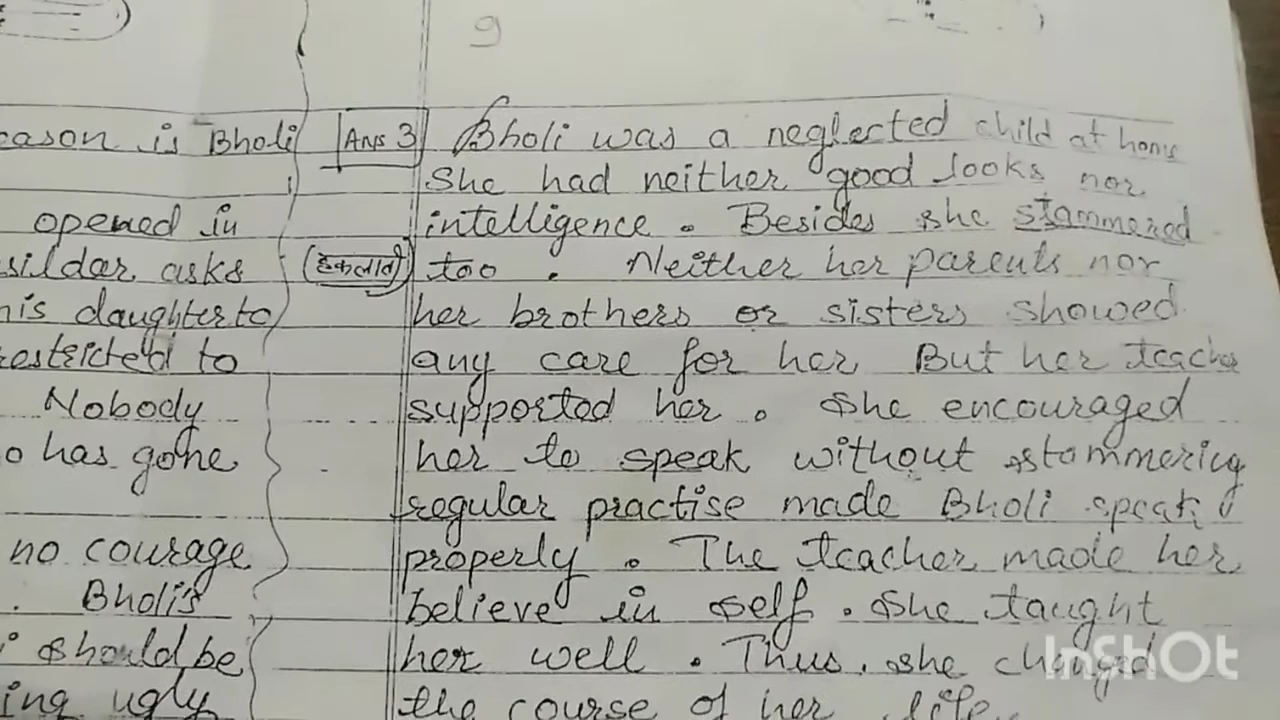 9
eason is Bholi
opened in
sildar asks
his daughter to
restricted to
Nobody
o has gone
no courage
. Bholi's
i should be
ing ugly
Ans 3 Bholi was a neglected child at home
She had neither good looks nor
intelligence . Besides she stammered
(हकलाना) too . Neither her parents nor
her brothers or sisters showed
any care for her But her teacher
supported her . She encouraged
her to speak without stammering
regular practise made Bholi speak
properly . The teacher made her
believe in self . She taught
her well . Thus . she changed
the course of her life.
InShOt